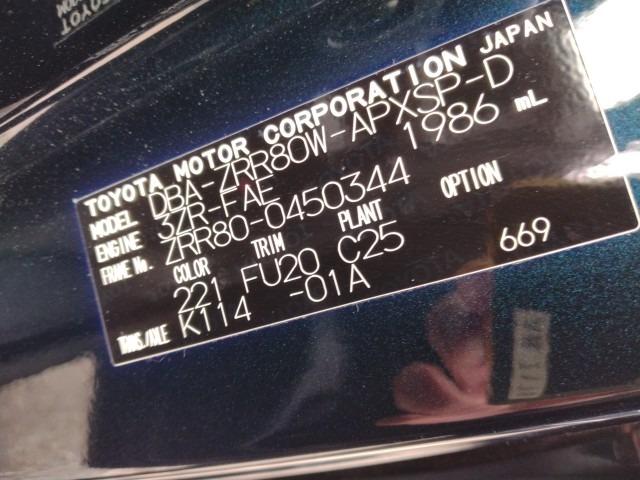 TOYOTA MOTOR CORPORATION JAPAN
MODEL DBA-ZRR80W-APXSP-D
ENGINE 3ZR-FAE 1986 mL
FRAME No. ZRR80-0450344
COLOR TRIM PLANT OPTION
221 FU20 C25 669
TRANS./AXLE K114 -01A